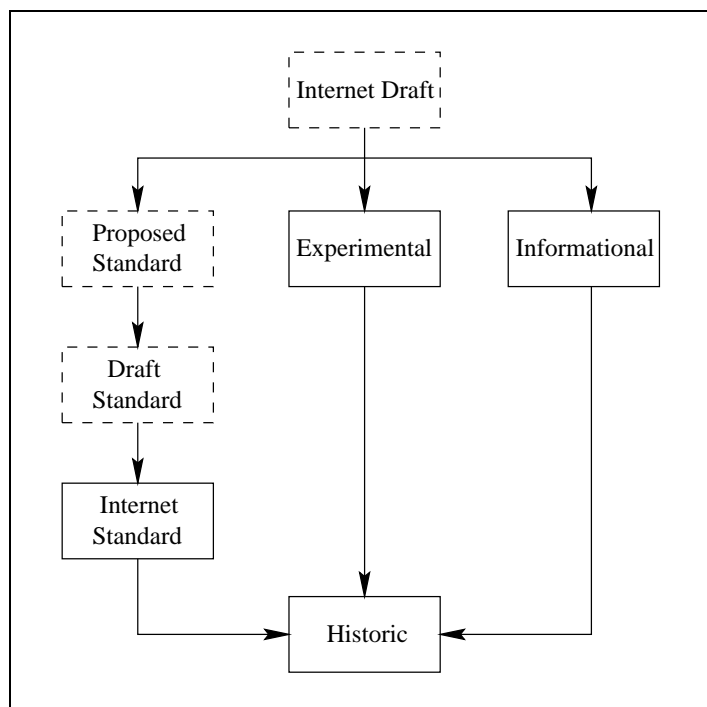 Internet Draft
Proposed
Standard
Experimental
Informational
Draft
Standard
Internet
Standard
Historic